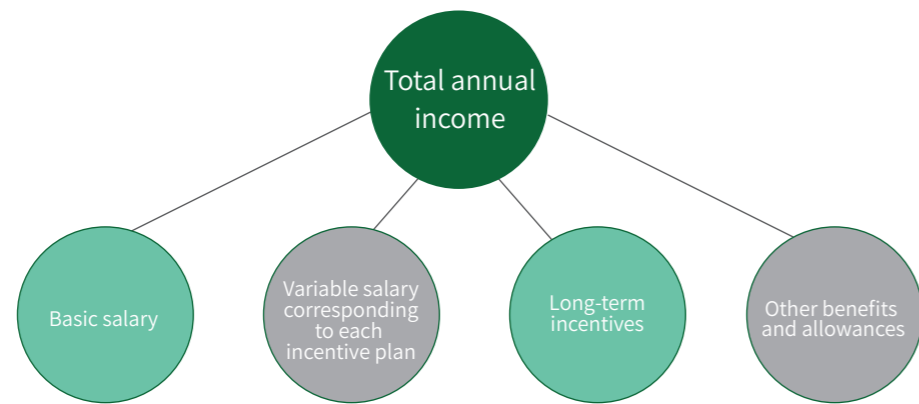 Total annual
income
Basic salary
Variable salary
corresponding
to each
incentive plan
Long-term
incentives
Other benefits
and allowances